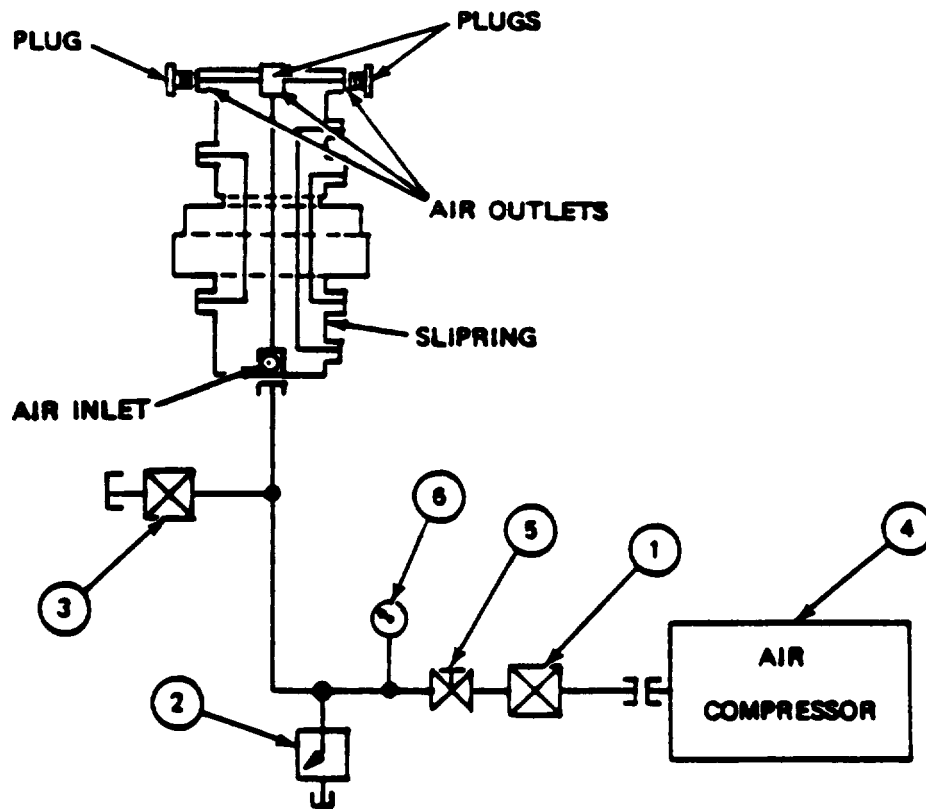 PLUG
PLUGS
AIR OUTLETS
SLIPRING
AIR INLET
6
5
1
4
3
AIR
COMPRESSOR
2